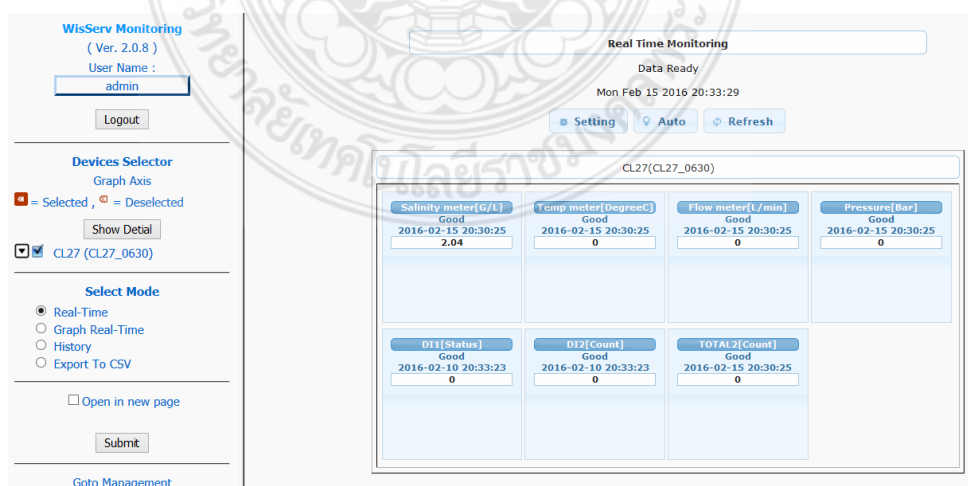 WisServ Monitoring
( Ver. 2.0.8 )
User Name :
admin
Logout
Devices Selector
Graph Axis
= Selected , = Deselected
Show Detial
CL27 (CL27_0630)
Select Mode
Real-Time
Graph Real-Time
History
Export To CSV
Open in new page
Submit
Goto Management
Real Time Monitoring
Data Ready
Mon Feb 15 2016 20:33:29
Setting Auto Refresh
CL27(CL27_0630)
Salinity meter[G/L] Temp meter[DegreeC] Flow meter[L/min] Pressure[Bar]
Good Good Good Good
2016-02-15 20:30:25 2016-02-15 20:30:25 2016-02-15 20:30:25 2016-02-15 20:30:25
2.04 0 0 0
DI1[Status] DI2[Count] TOTAL2[Count]
Good Good Good
2016-02-10 20:33:23 2016-02-10 20:33:23 2016-02-15 20:30:25
0 0 0